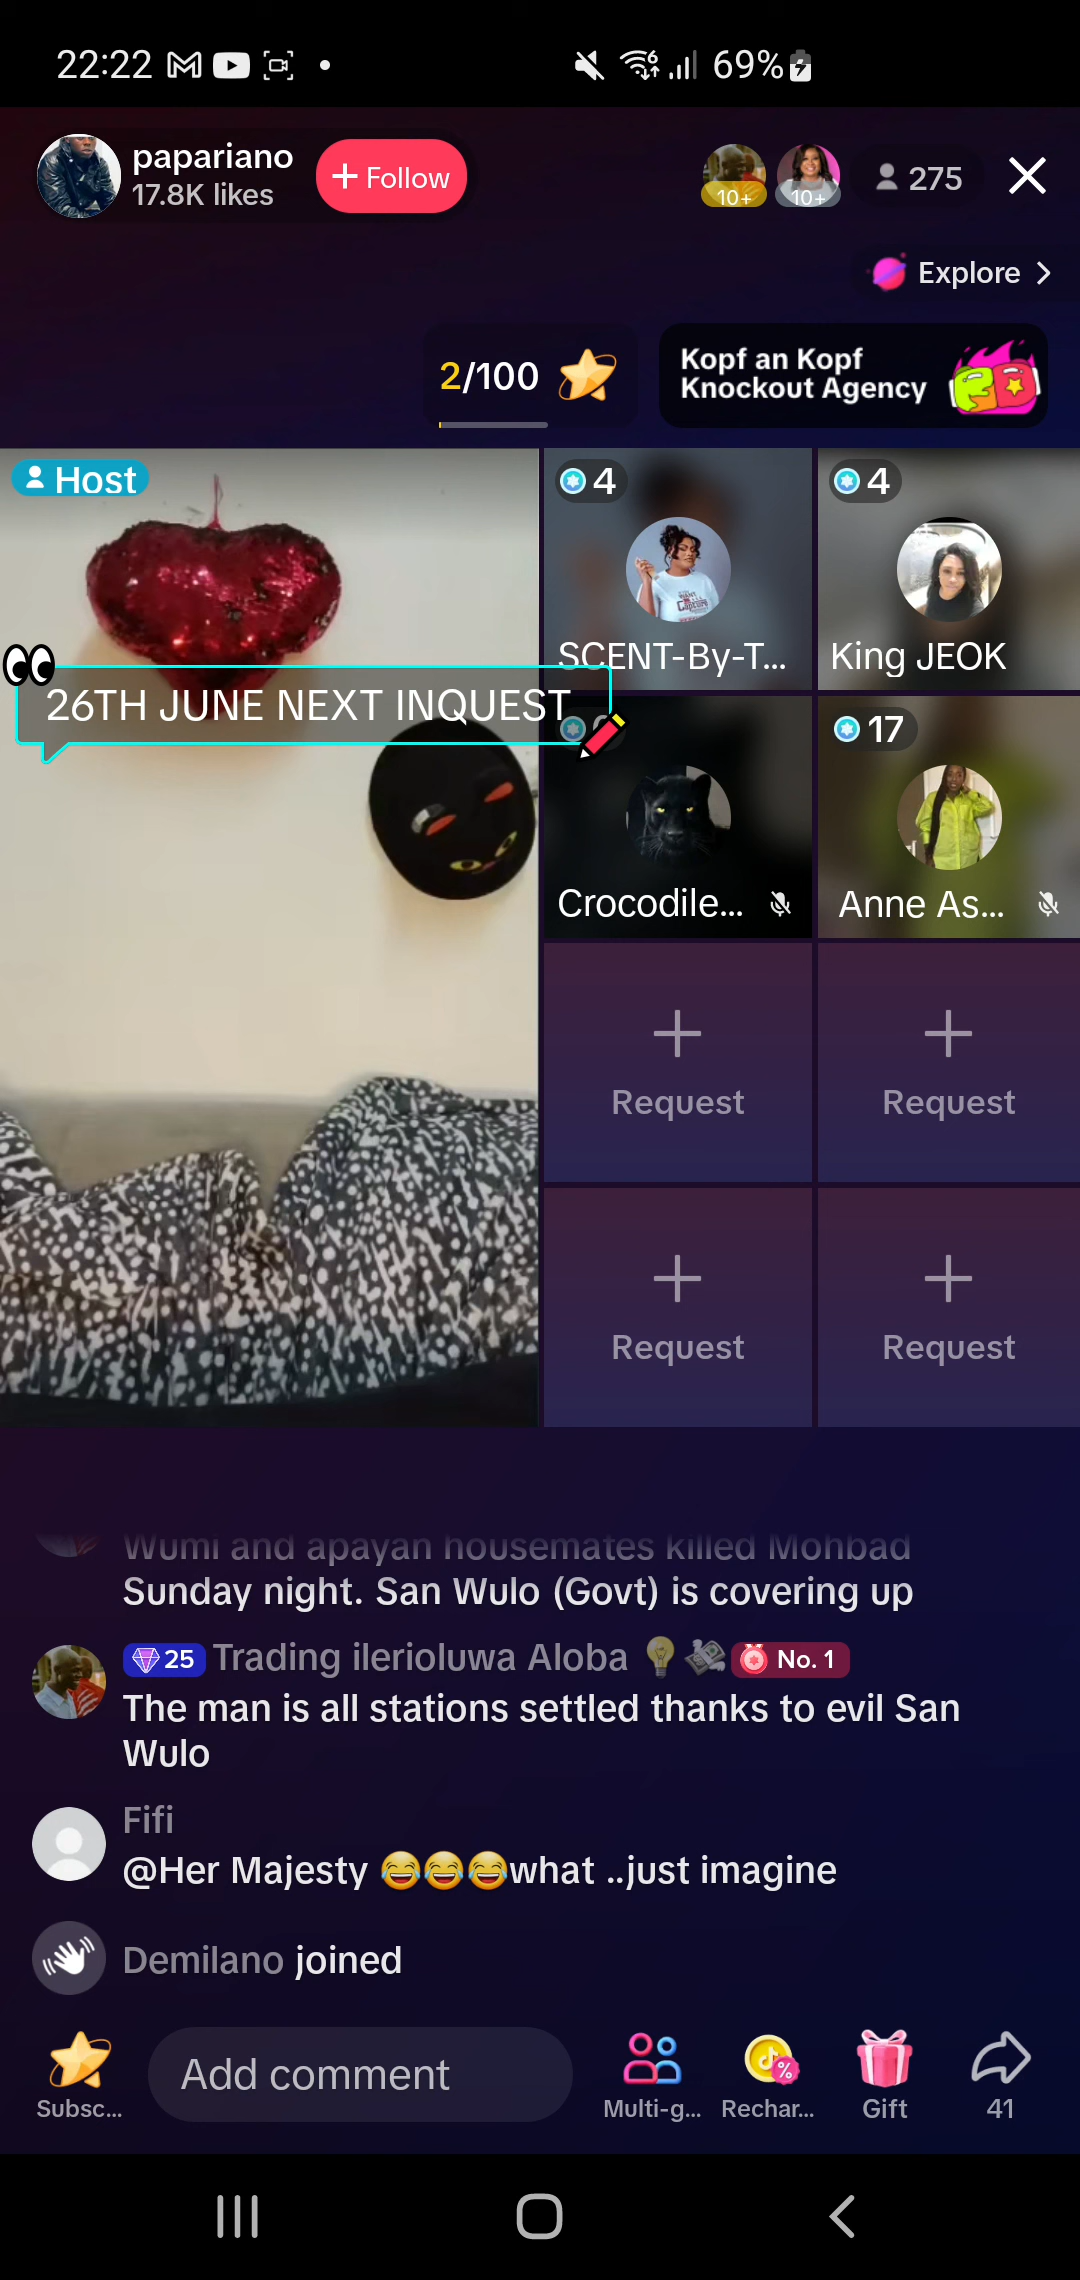 22:22
69%
papariano
17.8K likes
+ Follow
10+
10+
275
Explore >
2/100
Kopf an Kopf
Knockout Agency
Host
4
4
SCENT-By-T...
King JEOK
26TH JUNE NEXT INQUEST
17
Crocodile...
Anne As...
Request
Request
Request
Request
Wumi and apayan housemates killed Mohbad
Sunday night. San Wulo (Govt) is covering up
25 Trading ilerioluwa Aloba 💡💸 No. 1
The man is all stations settled thanks to evil San
Wulo
Fifi
@Her Majesty 😂😂😂what ..just imagine
Demilano joined
Add comment
Subsc...
Multi-g...
Rechar...
Gift
41